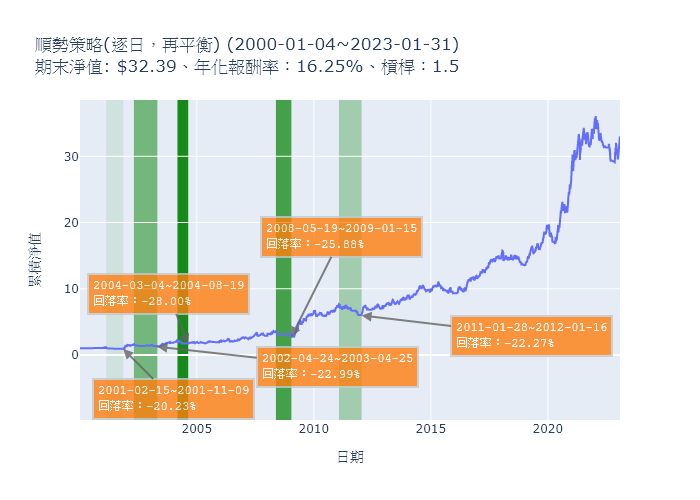 順勢策略(逐日，再平衡) (2000-01-04~2023-01-31)
期末淨值: $32.39、年化報酬率：16.25%、槓桿：1.5
累積淨值
30
20
10
0
2008-05-19~2009-01-15
回落率：-25.88%
2004-03-04~2004-08-19
回落率：-28.00%
2011-01-28~2012-01-16
回落率：-22.27%
2002-04-24~2003-04-25
回落率：-22.99%
2001-02-15~2001-11-09
回落率：-20.23%
2005
2010
2015
2020
日期